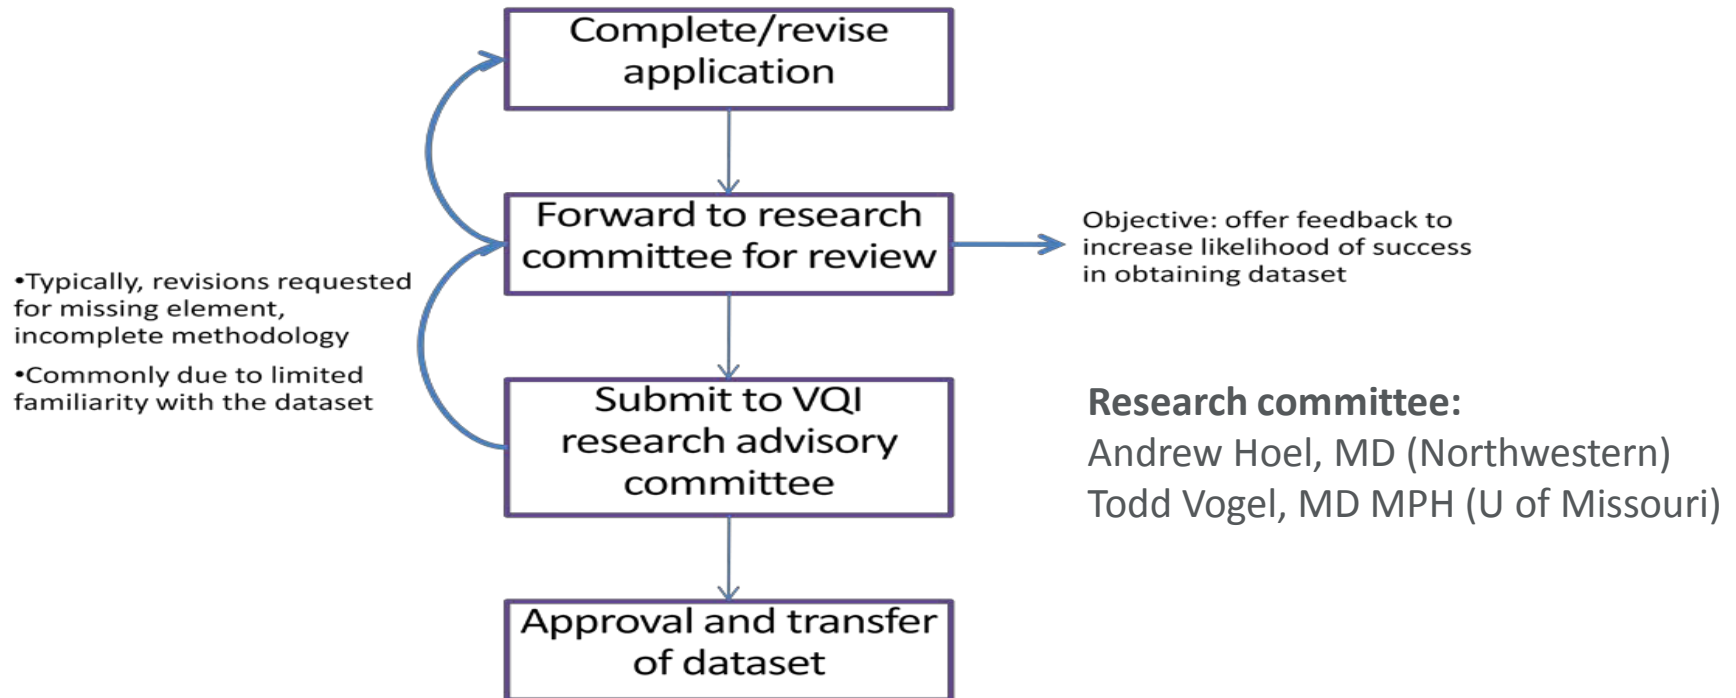 Complete/revise
application
Forward to research
committee for review
Objective: offer feedback to
increase likelihood of success
in obtaining dataset
•Typically, revisions requested
for missing element,
incomplete methodology
•Commonly due to limited
familiarity with the dataset
Submit to VQI
research advisory
committee
Research committee:
Andrew Hoel, MD (Northwestern)
Todd Vogel, MD MPH (U of Missouri)
Approval and transfer
of dataset